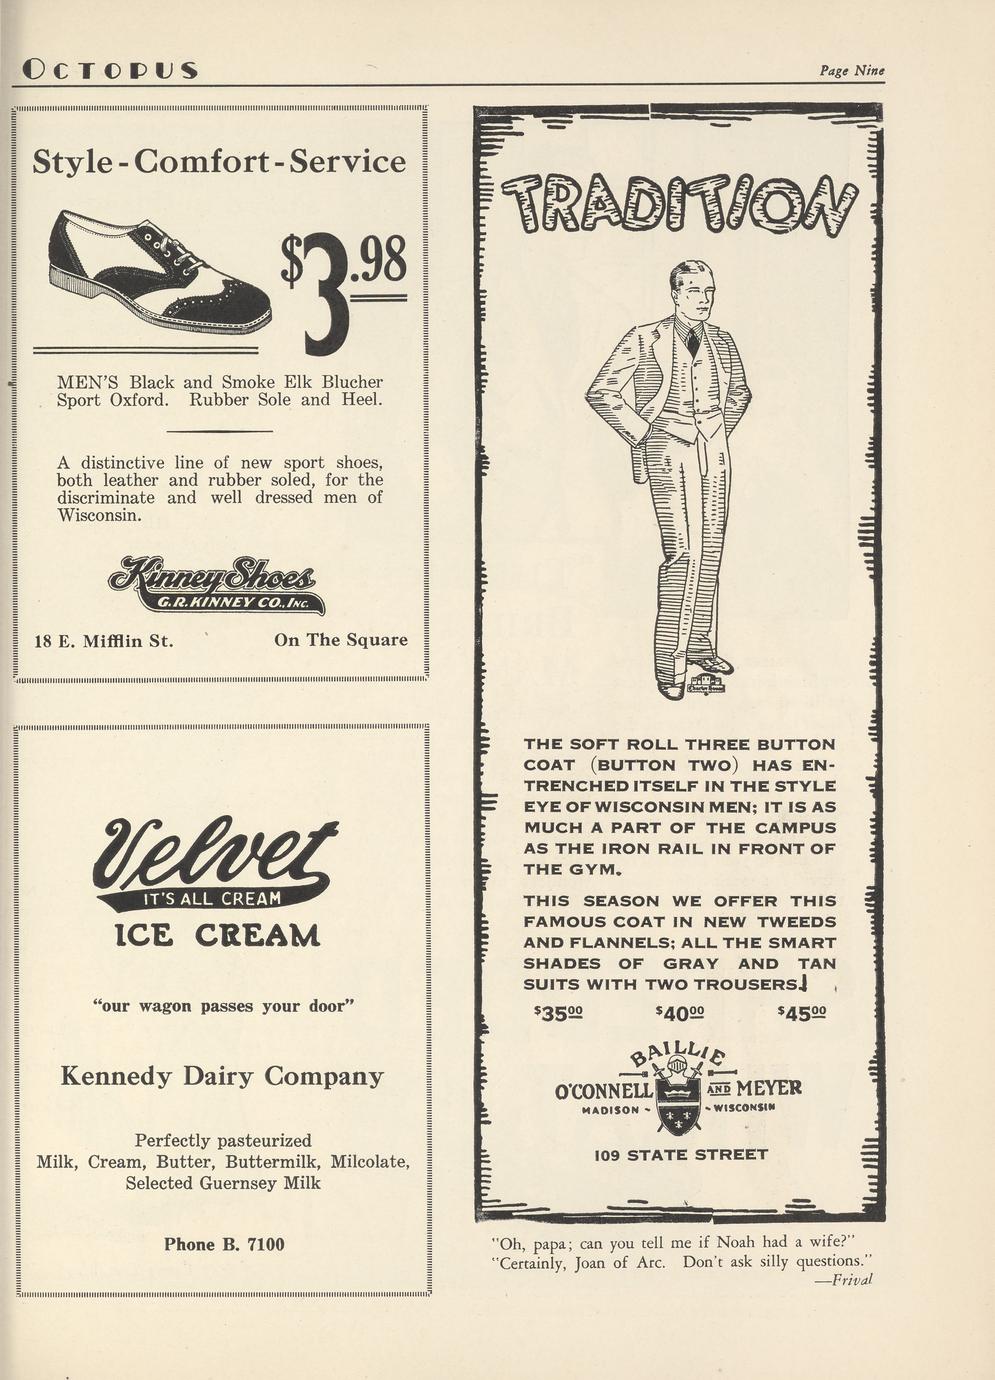 OCTOPUS
Page Nine
Style - Comfort - Service
$3.98
MEN'S Black and Smoke Elk Blucher
Sport Oxford. Rubber Sole and Heel.
A distinctive line of new sport shoes,
both leather and rubber soled, for the
discriminate and well dressed men of
Wisconsin.
Kinney Shoes
G.R. KINNEY CO., INC.
18 E. Mifflin St. On The Square
Velvet
IT'S ALL CREAM
ICE CREAM
"our wagon passes your door"
Kennedy Dairy Company
Perfectly pasteurized
Milk, Cream, Butter, Buttermilk, Milcolate,
Selected Guernsey Milk
Phone B. 7100
TRADITION
THE SOFT ROLL THREE BUTTON
COAT (BUTTON TWO) HAS EN-
TRENCHED ITSELF IN THE STYLE
EYE OF WISCONSIN MEN; IT IS AS
MUCH A PART OF THE CAMPUS
AS THE IRON RAIL IN FRONT OF
THE GYM.
THIS SEASON WE OFFER THIS
FAMOUS COAT IN NEW TWEEDS
AND FLANNELS; ALL THE SMART
SHADES OF GRAY AND TAN
SUITS WITH TWO TROUSERS
$35.00 $40.00 $45.00
BAILLIE
O'CONNELL AND MEYER
MADISON ~ ~ WISCONSIN
109 STATE STREET
"Oh, papa; can you tell me if Noah had a wife?"
"Certainly, Joan of Arc. Don't ask silly questions."
—Frival